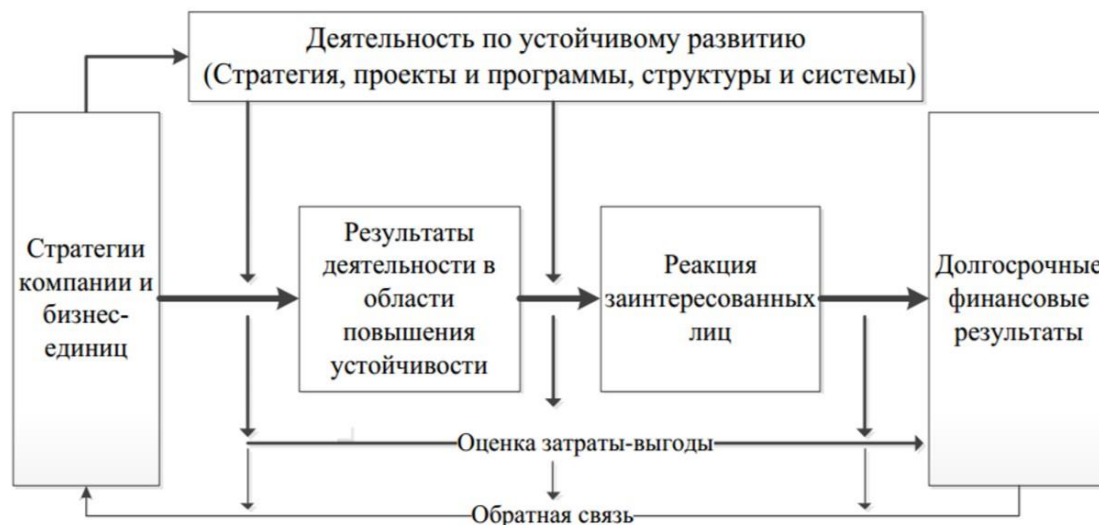 Деятельность по устойчивому развитию
(Стратегия, проекты и программы, структуры и системы)
Стратегии
компании и
бизнес-
единиц
Результаты
деятельности в
области
повышения
устойчивости
Реакция
заинтересованных
лиц
Долгосрочные
финансовые
результаты
Оценка затраты-выгоды
Обратная связь